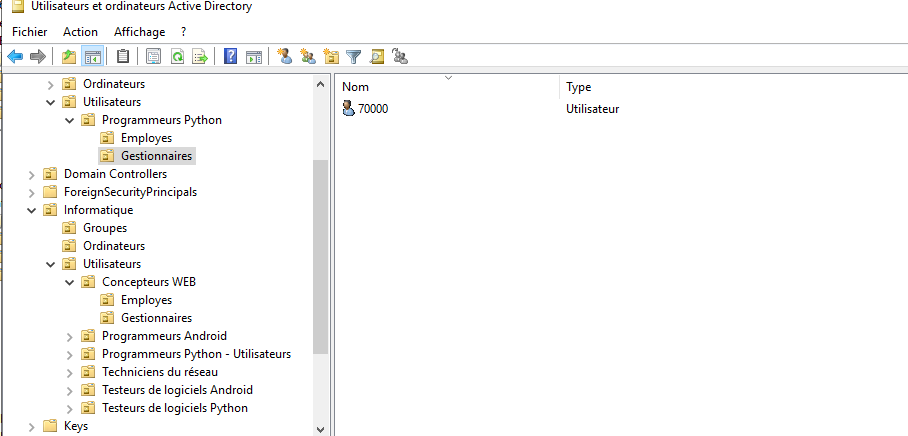 Utilisateurs et ordinateurs Active Directory
Fichier Action Affichage ?
Nom Type
70000 Utilisateur
Ordinateurs
Utilisateurs
Programmeurs Python
Employes
Gestionnaires
Domain Controllers
ForeignSecurityPrincipals
Informatique
Groupes
Ordinateurs
Utilisateurs
Concepteurs WEB
Employes
Gestionnaires
Programmeurs Android
Programmeurs Python - Utilisateurs
Techniciens du réseau
Testeurs de logiciels Android
Testeurs de logiciels Python
Keys